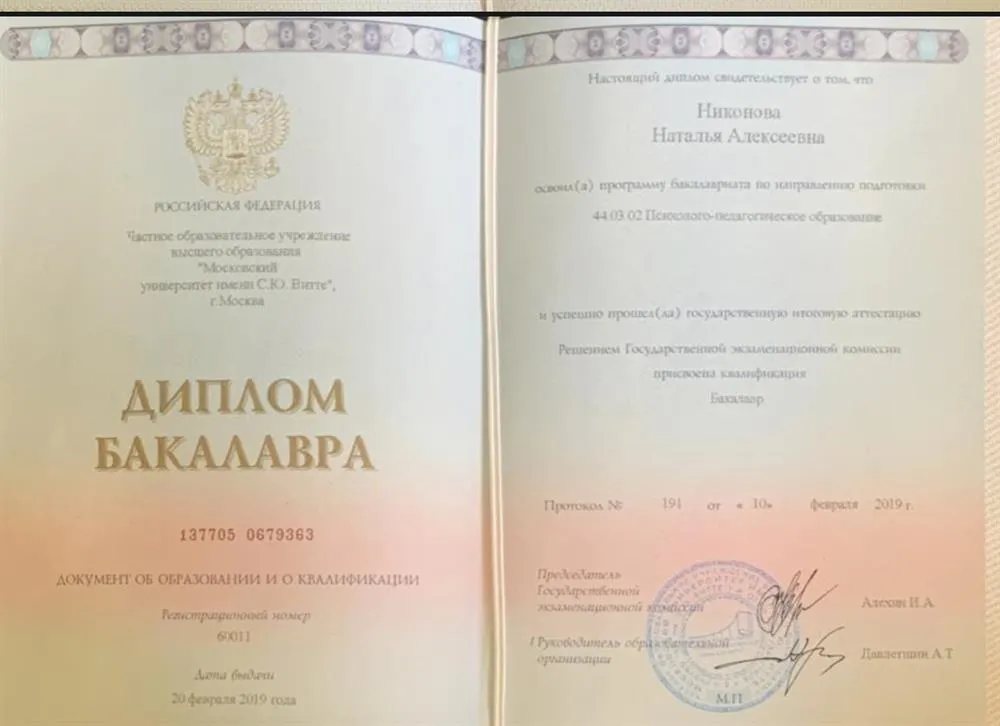 РОССИЙСКАЯ ФЕДЕРАЦИЯ
Частное образовательное учреждение
высшего образования
"Московский
университет имени С.Ю. Витте",
г.Москва
ДИПЛОМ
БАКАЛАВРА
137705 0679363
ДОКУМЕНТ ОБ ОБРАЗОВАНИИ И О КВАЛИФИКАЦИИ
Регистрационный номер
60011
Дата выдачи
20 февраля 2019 года
Настоящий диплом свидетельствует о том, что
Никонова
Наталья Алексеевна
освоил(а) программу бакалавриата по направлению подготовки
44.03.02 Психолого-педагогическое образование
и успешно прошел(ла) государственную итоговую аттестацию
Решением Государственной экзаменационной комиссии
присвоена квалификация
Бакалавр
Протокол № 191 от « 10» февраля 2019 г.
Председатель
Государственной
экзаменационной комиссии
Алехин И.А.
Руководитель образовательной
организации
Давлетшин А.Т
М.П